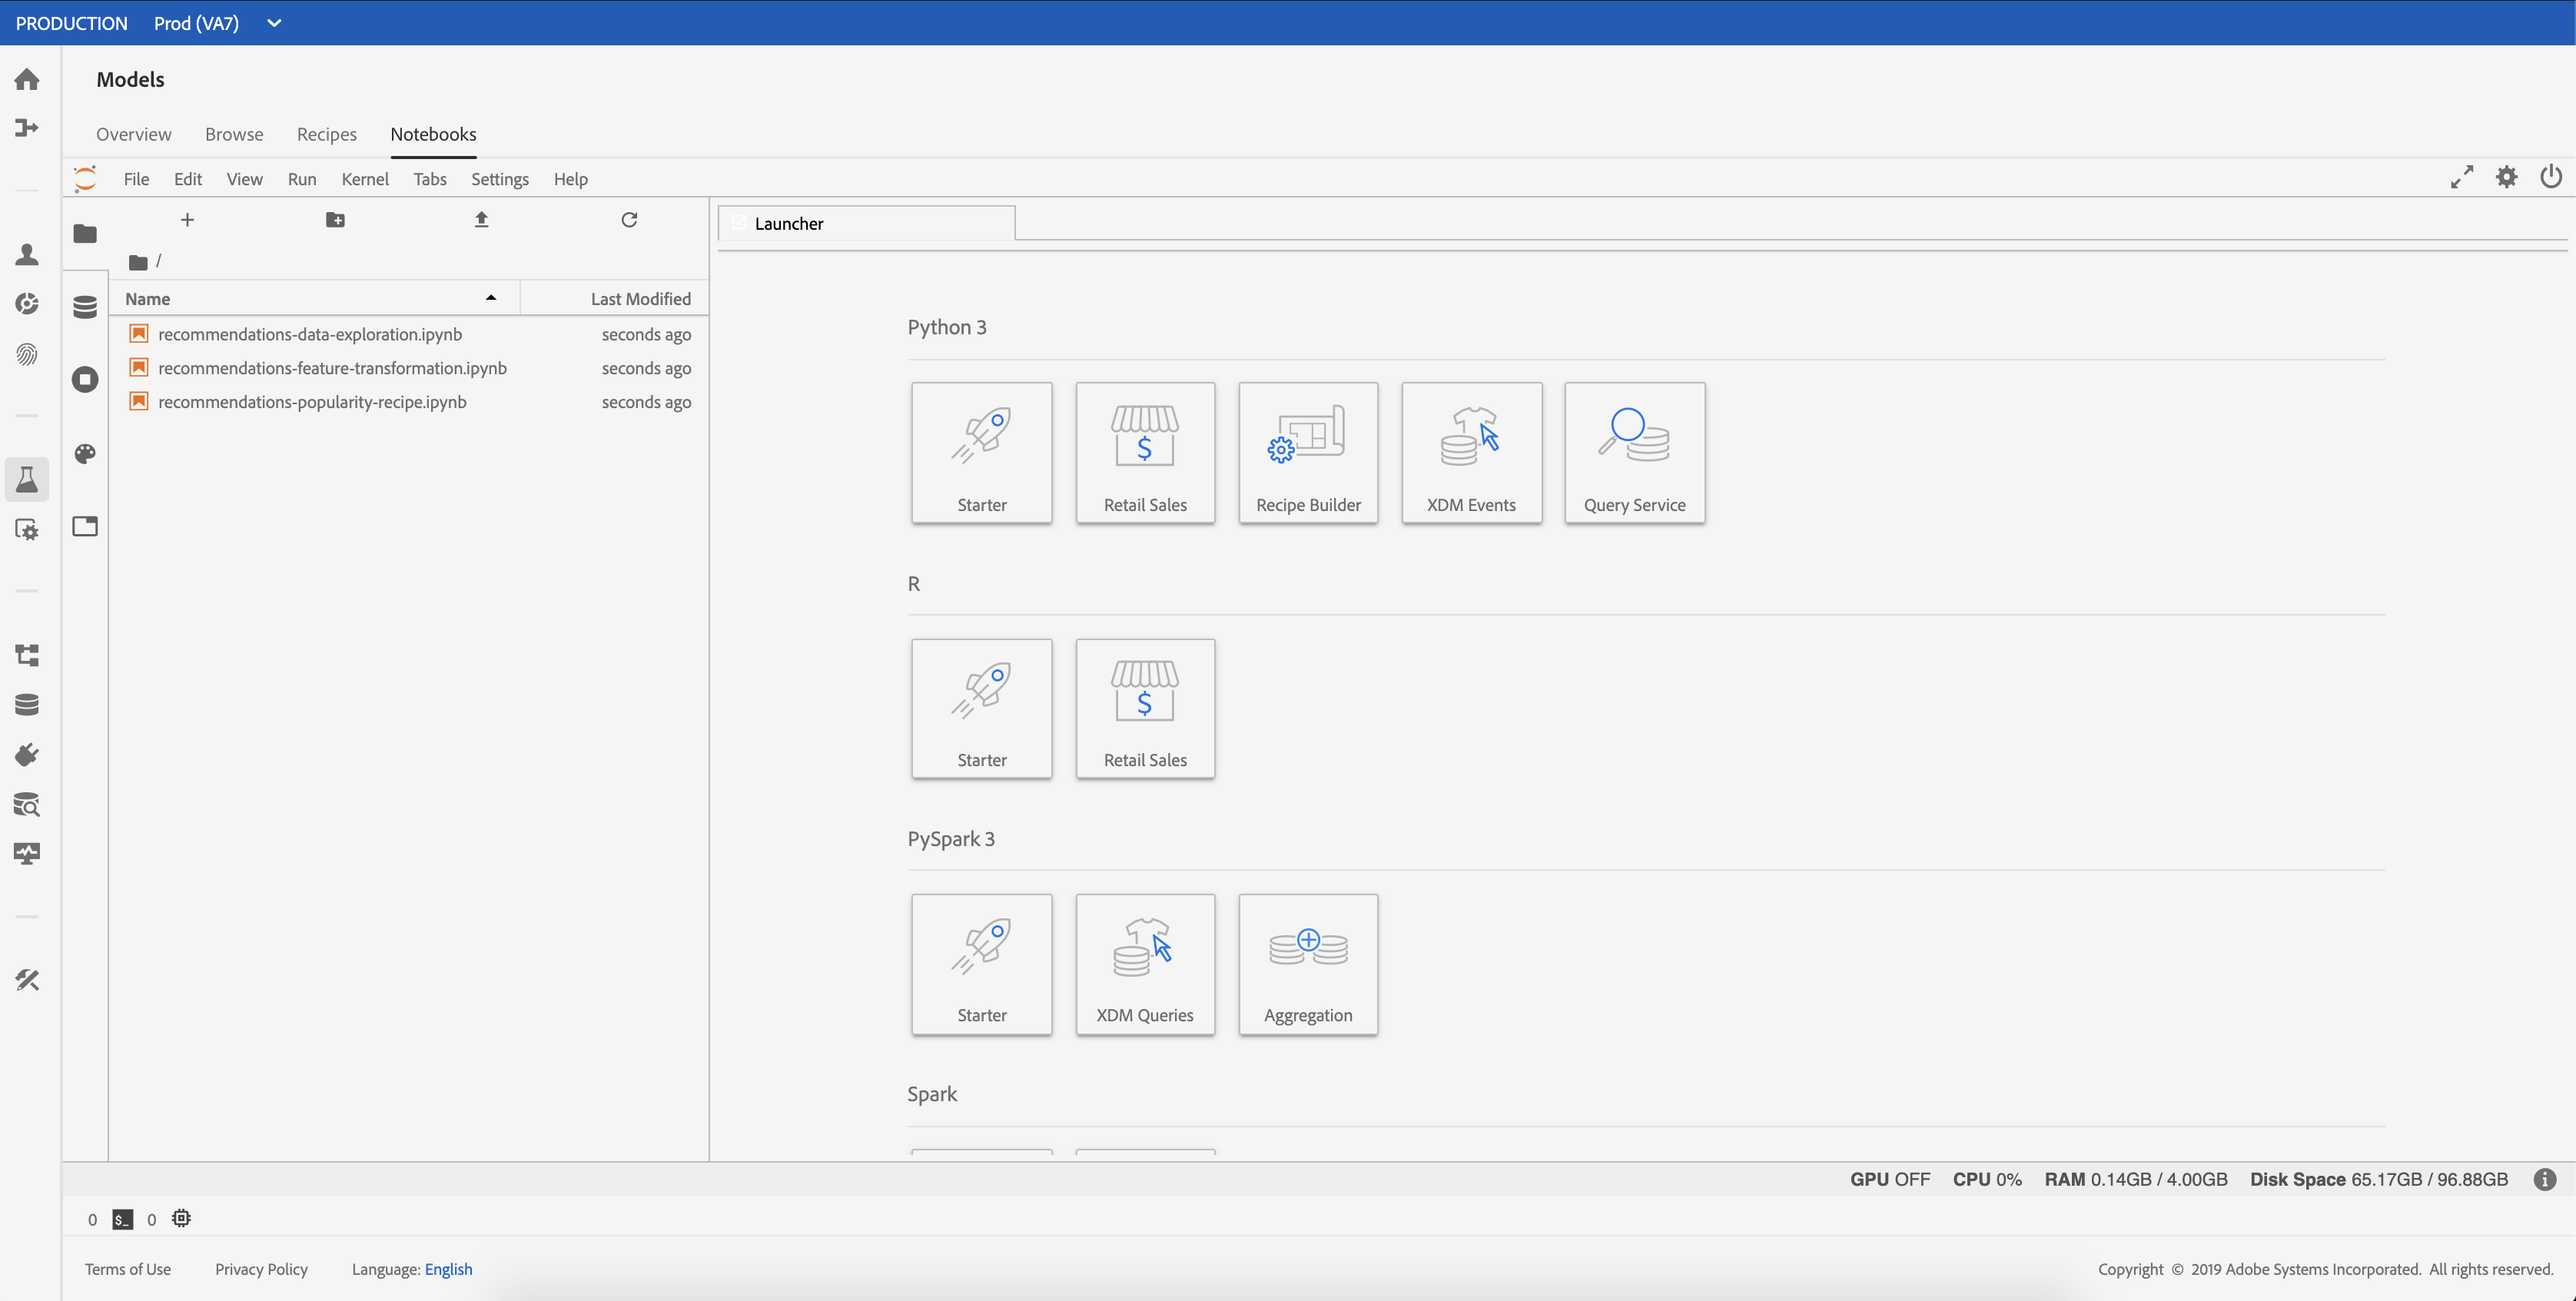 PRODUCTION Prod (VA7)
Models
Overview Browse Recipes Notebooks
File Edit View Run Kernel Tabs Settings Help
Launcher
/
Name Last Modified
recommendations-data-exploration.ipynb seconds ago
recommendations-feature-transformation.ipynb seconds ago
recommendations-popularity-recipe.ipynb seconds ago
Python 3
$
Starter Retail Sales Recipe Builder XDM Events Query Service
R
$
Starter Retail Sales
PySpark 3
Starter XDM Queries Aggregation
Spark
GPU OFF CPU 0% RAM 0.14GB / 4.00GB Disk Space 65.17GB / 96.88GB
0 $_ 0
Terms of Use Privacy Policy Language: English Copyright © 2019 Adobe Systems Incorporated. All rights reserved.